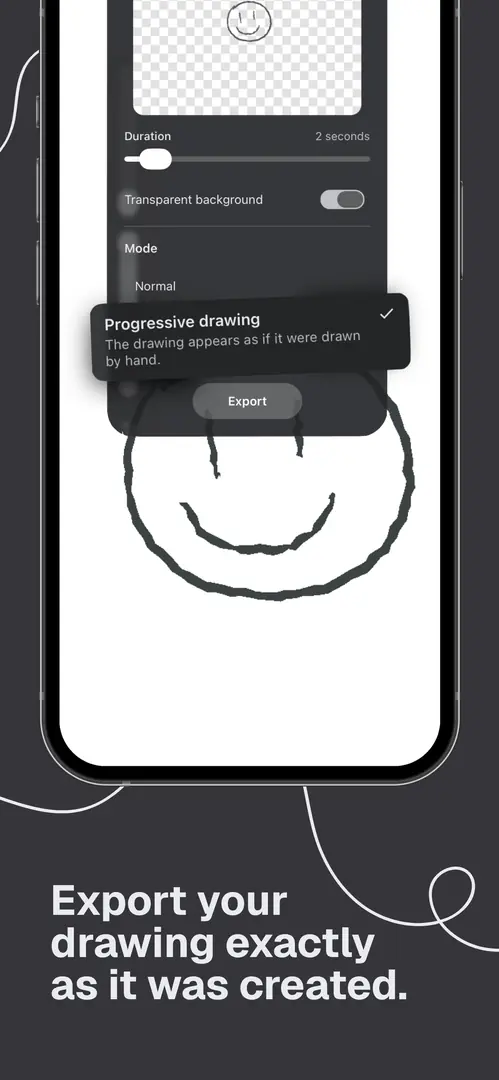 Duration
2 seconds
Transparent background
Mode
Normal
Progressive drawing
The drawing appears as if it were drawn
by hand.
Export
Export your
drawing exactly
as it was created.